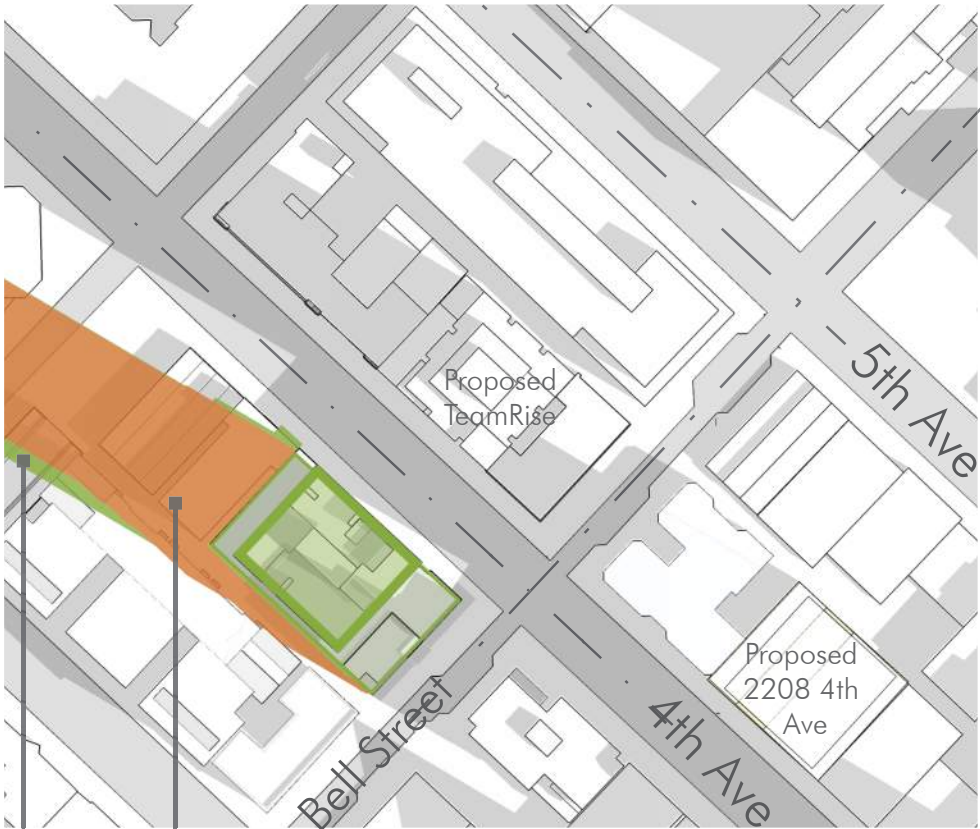 5th Ave
Proposed
TeamRise
Proposed
2208 4th
Ave
4th Ave
Bell Street